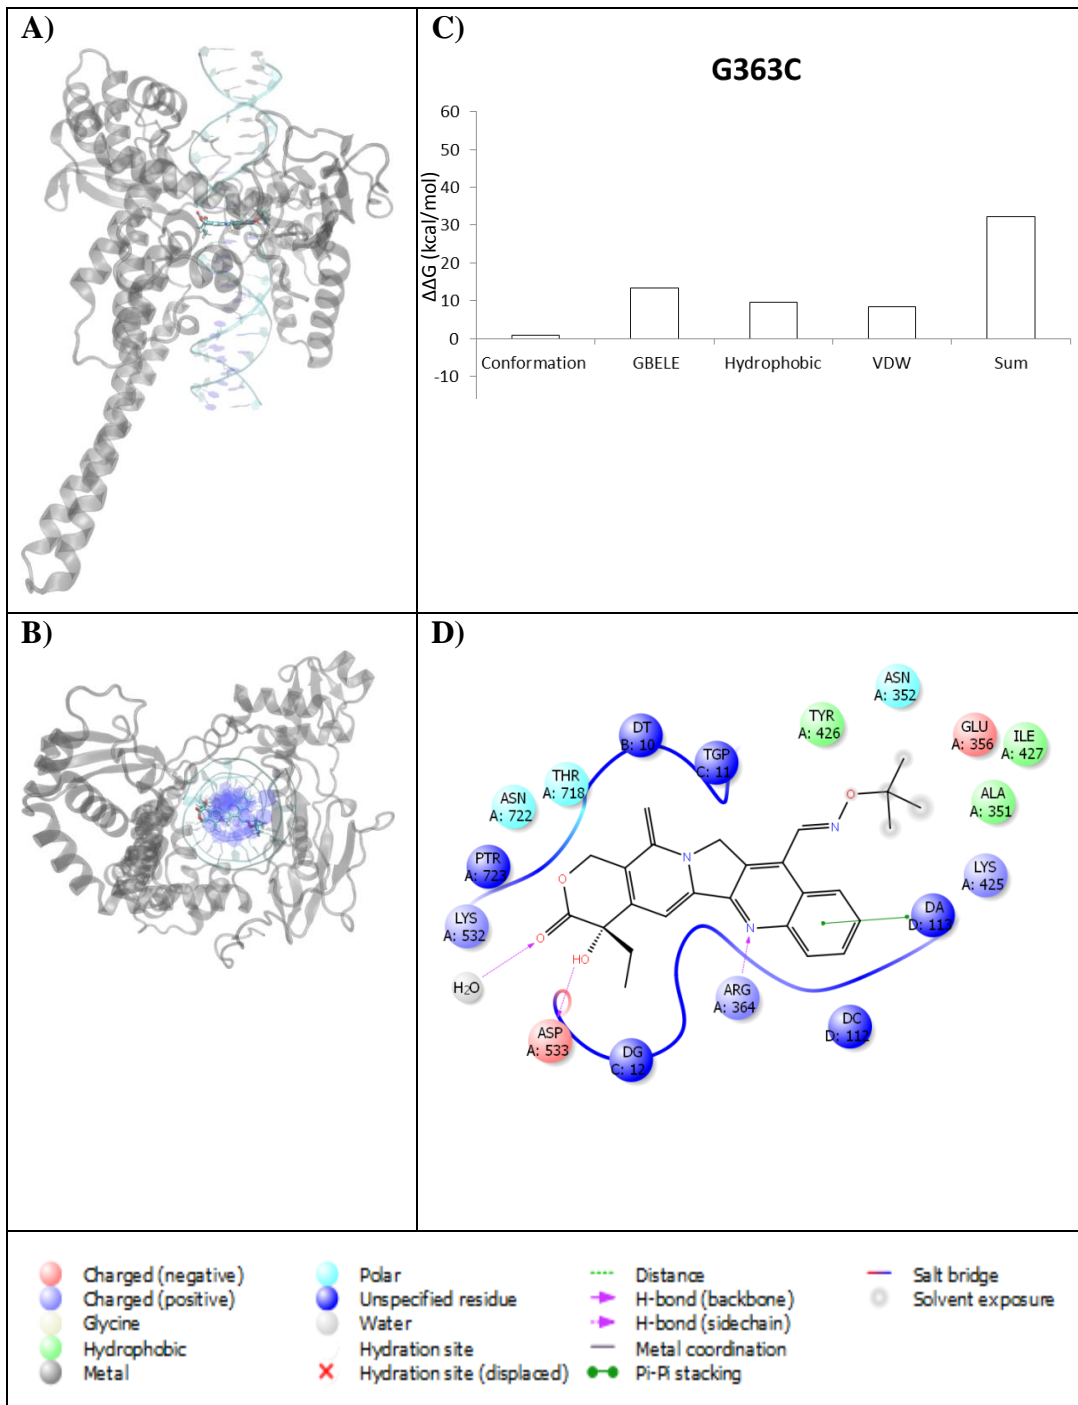 A)
C)
G363C
60
50
40
30
20
10
0
-10
ΔΔG (kcal/mol)
Conformation GBELE Hydrophobic VDW Sum
B)
D)
ASN
A: 352
TYR
A: 426
GLU
A: 356
ILE
A: 427
DT
B: 10
TGP
C: 11
THR
A: 718
ASN
A: 722
ALA
A: 351
O
N
N
PTR
A: 723
O
LYS
A: 425
LYS
A: 532
DA
D: 113
O
HO
N
H2O
ARG
A: 364
ASP
A: 533
DC
D: 112
DG
C: 12
Charged (negative)
Charged (positive)
Glycine
Hydrophobic
Metal
Polar
Unspecified residue
Water
Hydration site
Hydration site (displaced)
Distance
H-bond (backbone)
H-bond (sidechain)
Metal coordination
Pi-Pi stacking
Salt bridge
Solvent exposure